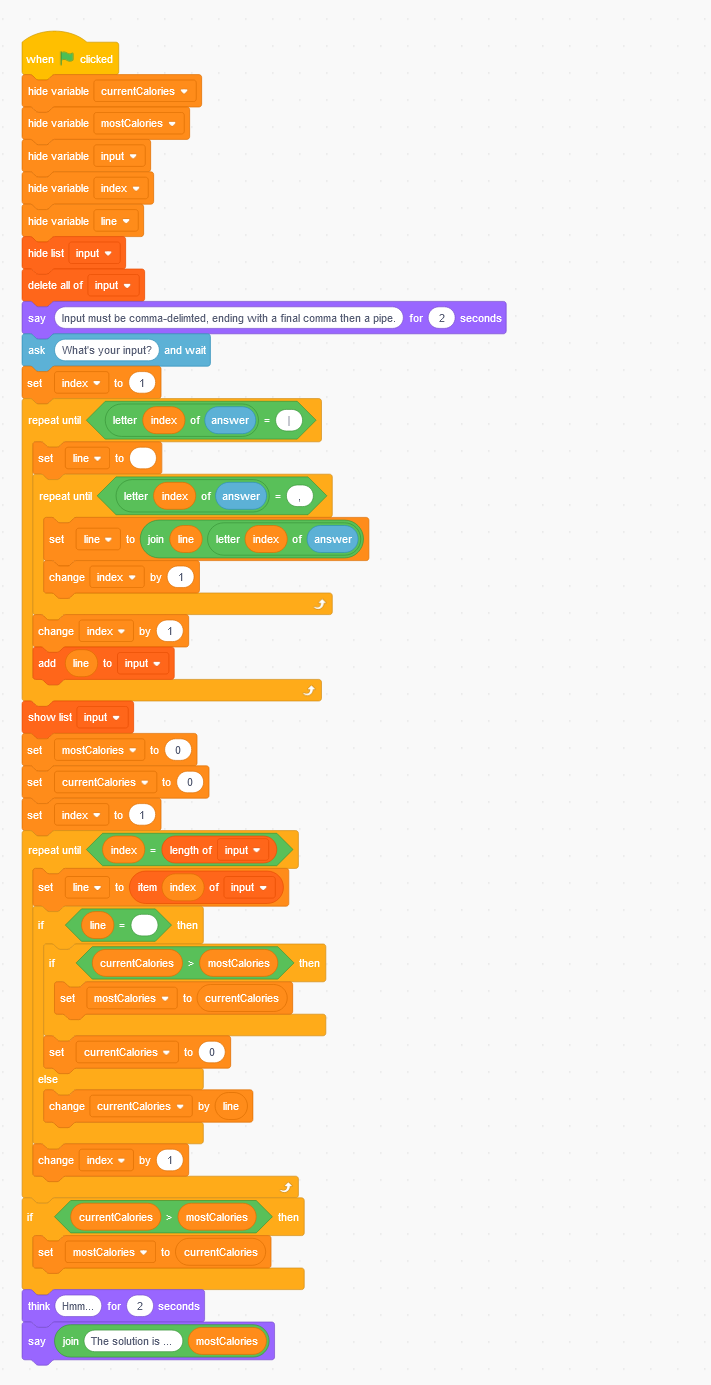 when clicked
hide variable currentCalories
hide variable mostCalories
hide variable input
hide variable index
hide variable line
hide list input
delete all of input
say Input must be comma-delimted, ending with a final comma then a pipe. for 2 seconds
ask What's your input? and wait
set index to 1
repeat until letter index of answer = |
set line to
repeat until letter index of answer = ,
set line to join line letter index of answer
change index by 1
change index by 1
add line to input
show list input
set mostCalories to 0
set currentCalories to 0
set index to 1
repeat until index = length of input
set line to item index of input
if line = then
if currentCalories > mostCalories then
set mostCalories to currentCalories
set currentCalories to 0
else
change currentCalories by line
change index by 1
if currentCalories > mostCalories then
set mostCalories to currentCalories
think Hmm... for 2 seconds
say join The solution is ... mostCalories